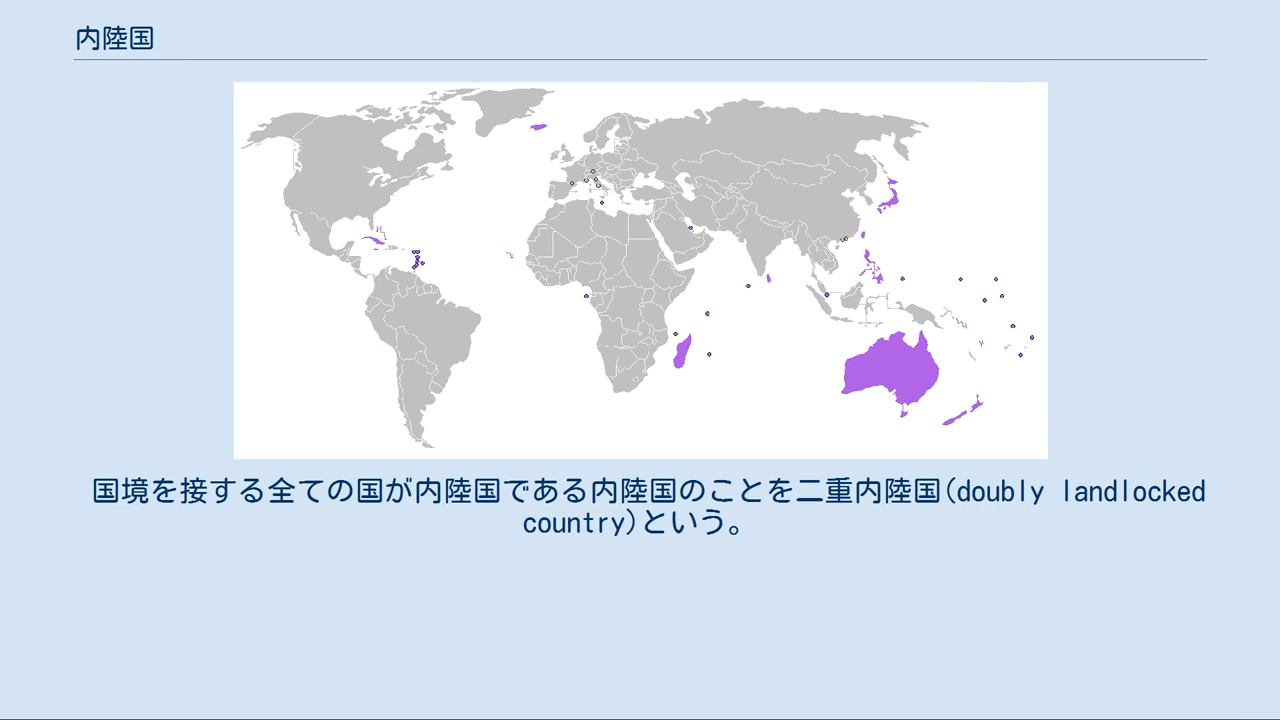 内陸国
国境を接する全ての国が内陸国である内陸国のことを二重内陸国(doubly landlocked
country)という。